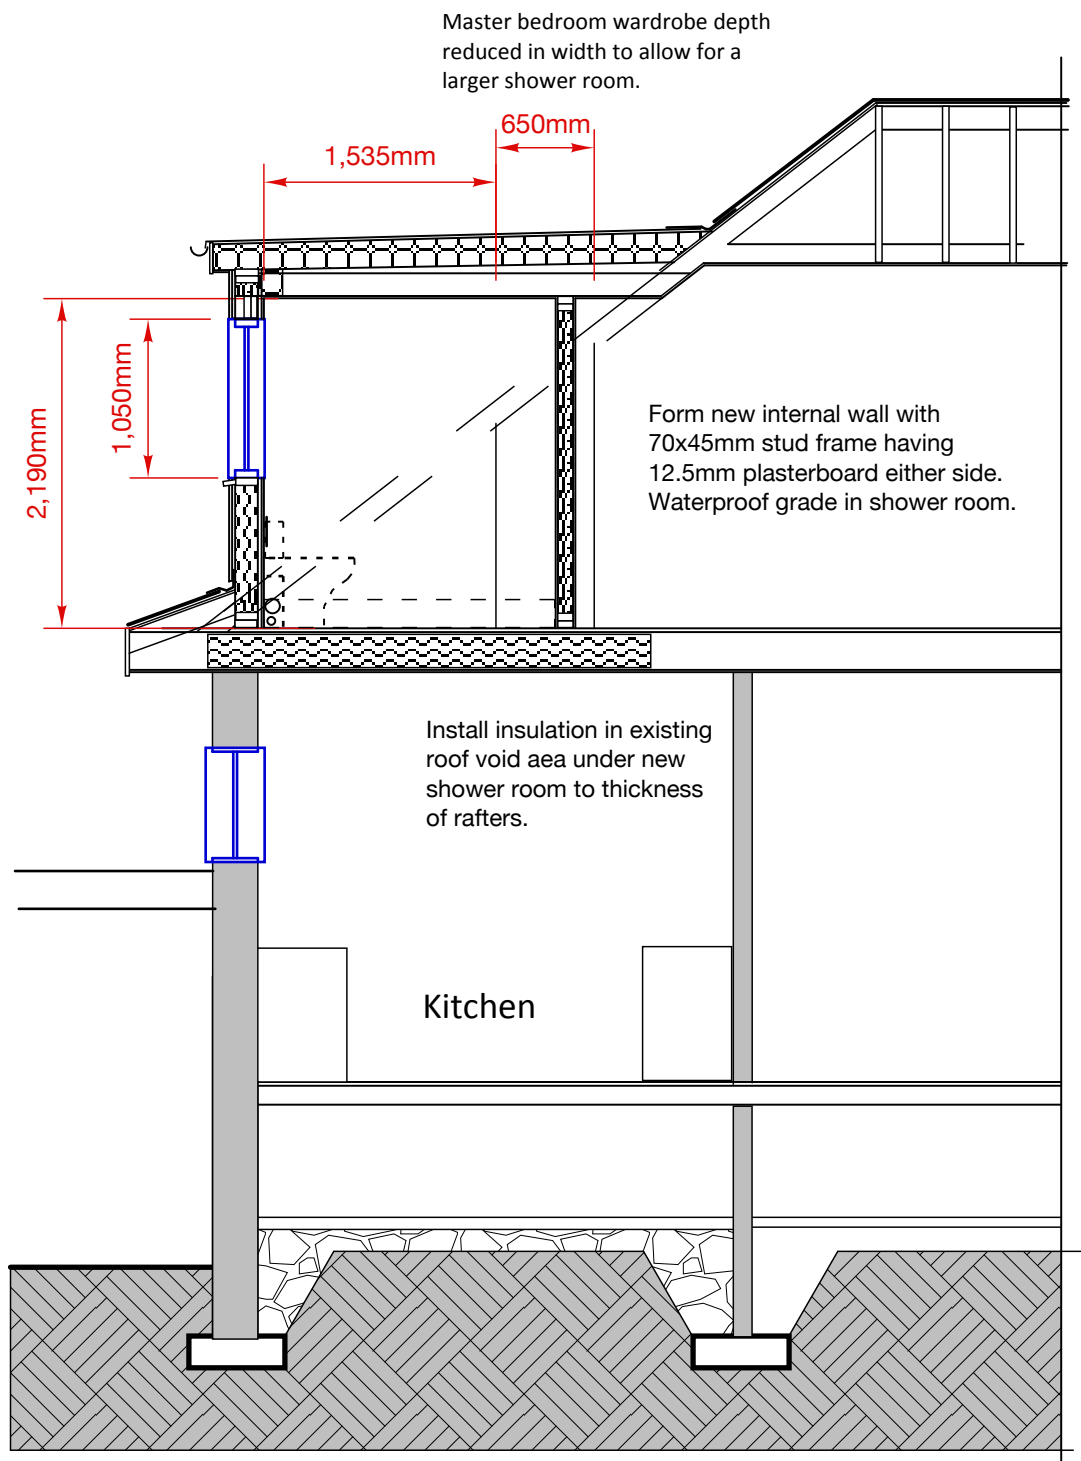 Master bedroom wardrobe depth
reduced in width to allow for a
larger shower room.
650mm
1,535mm
1,050mm
2,190mm
Form new internal wall with
70x45mm stud frame having
12.5mm plasterboard either side.
Waterproof grade in shower room.
Install insulation in existing
roof void aea under new
shower room to thickness
of rafters.
Kitchen